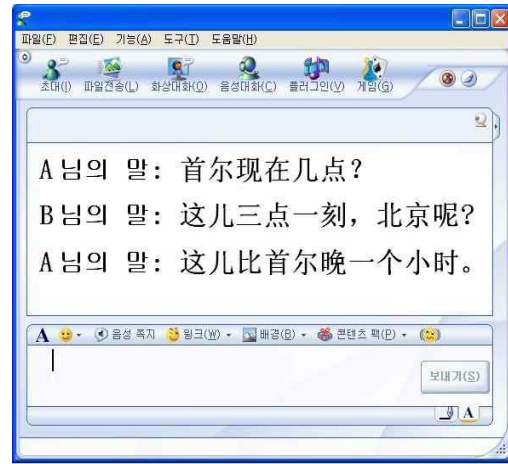 파일(F) 편집(E) 기능(A) 도구(T) 도움말(H)
초대(I) 파일전송(L) 화상대화(O) 음성대화(C) 플러그인(V) 게임(G)
A님의 말: 首尔现在几点?
B님의 말: 这儿三点一刻, 北京呢?
A님의 말: 这儿比首尔晚一个小时。
A 음성 쪽지 윙크(W) 배경(B) 콘텐츠 팩(P)
보내기(S)
A